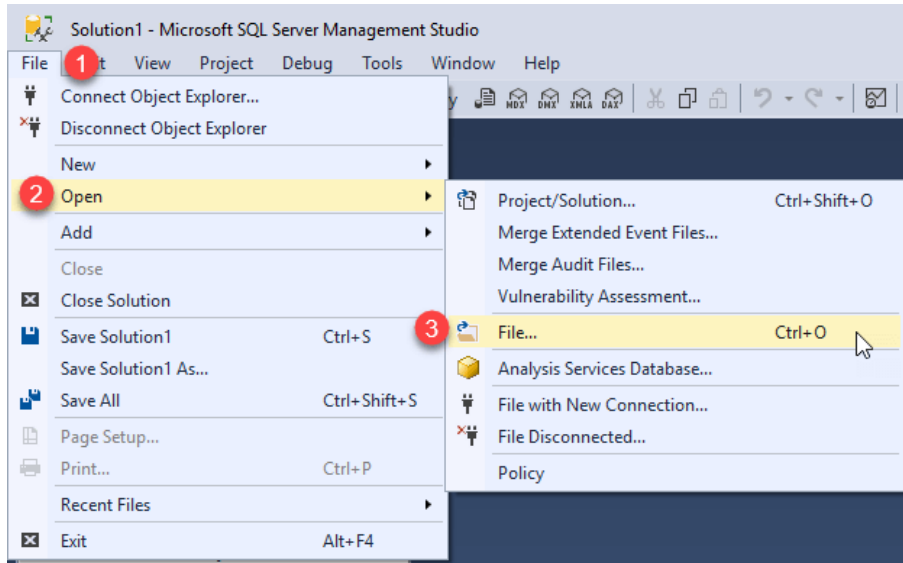 Solution1 - Microsoft SQL Server Management Studio
File 1 t View Project Debug Tools Window Help
Connect Object Explorer...
y MDX DMX XMLA DAX
Disconnect Object Explorer
New
2 Open
Project/Solution... Ctrl+Shift+O
Add
Merge Extended Event Files...
Close
Merge Audit Files...
Close Solution
Vulnerability Assessment...
Save Solution1 Ctrl+S
3 File... Ctrl+O
Save Solution1 As...
Analysis Services Database...
Save All Ctrl+Shift+S
File with New Connection...
Page Setup...
File Disconnected...
Print... Ctrl+P
Policy
Recent Files
Exit Alt+F4